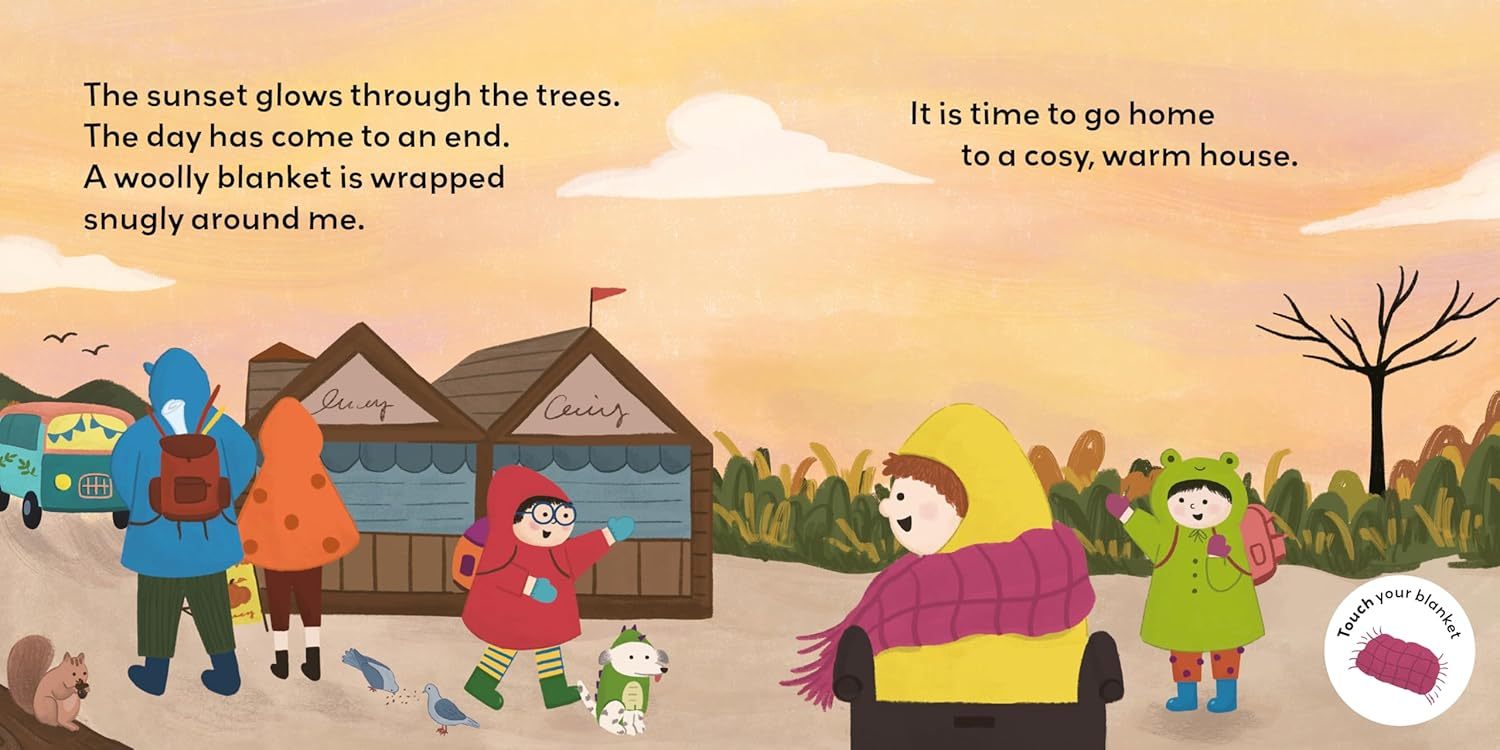 The sunset glows through the trees.
The day has come to an end.
A woolly blanket is wrapped
snugly around me.
It is time to go home
to a cosy, warm house.
Touch your blanket